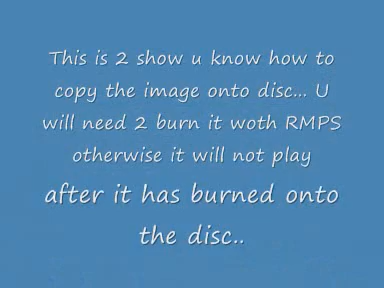 This is 2 show u know how to
copy the image onto disc... U
will need 2 burn it woth RMPS
otherwise it will not play
after it has burned onto
the disc..